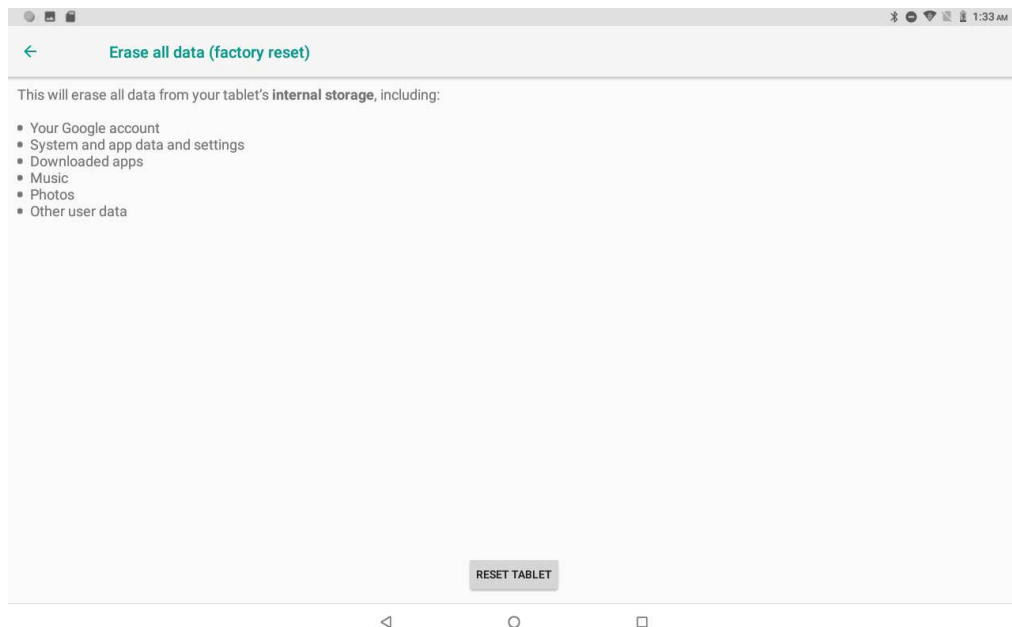 1:33 AM
Erase all data (factory reset)
This will erase all data from your tablet's internal storage, including:
• Your Google account
• System and app data and settings
• Downloaded apps
• Music
• Photos
• Other user data
RESET TABLET